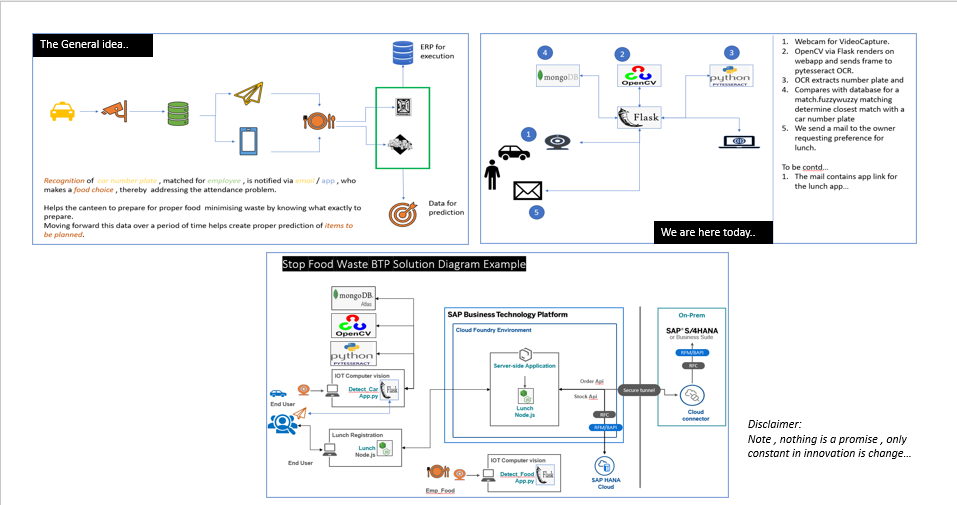 The General idea..
ERP for
execution
Recognition of car number plate , matched for employee , is notified via email / app , who
makes a food choice , thereby addressing the attendance problem.
Helps the canteen to prepare for proper food minimising waste by knowing what exactly to
prepare.
Moving forward this data over a period of time helps create proper prediction of items to
be planned.
Data for
prediction
4
2
3
mongoDB
OpenCV
python
PYTESSERACT
Flask
1
5
We are here today..
1. Webcam for VideoCapture.
2. OpenCV via Flask renders on
webapp and sends frame to
pytesseract OCR.
3. OCR extracts number plate and
4. Compares with database for a
match.fuzzywuzzy matching
determine closest match with a
car number plate
5. We send a mail to the owner
requesting preference for
lunch.
To be contd...
1. The mail contains app link for
the lunch app...
Stop Food Waste BTP Solution Diagram Example
mongoDB
Atlas
OpenCV
python
PYTESSERACT
IOT Computer vision
Detect_Car
App.py
Flask
End User
Lunch Registration
Lunch
Node.js
End User
SAP Business Technology Platform
Cloud Foundry Environment
Server-side Application
Lunch
Node.js
Order Api
Stock Api
RFC
RFM/BAPI
SAP HANA
Cloud
Secure tunnel
On-Prem
SAP S/4HANA
or Business Suite
RFM/BAPI
RFC
Cloud
connector
IOT Computer vision
Detect_Food
App.py
Flask
Emp_Food
Disclaimer:
Note , nothing is a promise , only
constant in innovation is change...